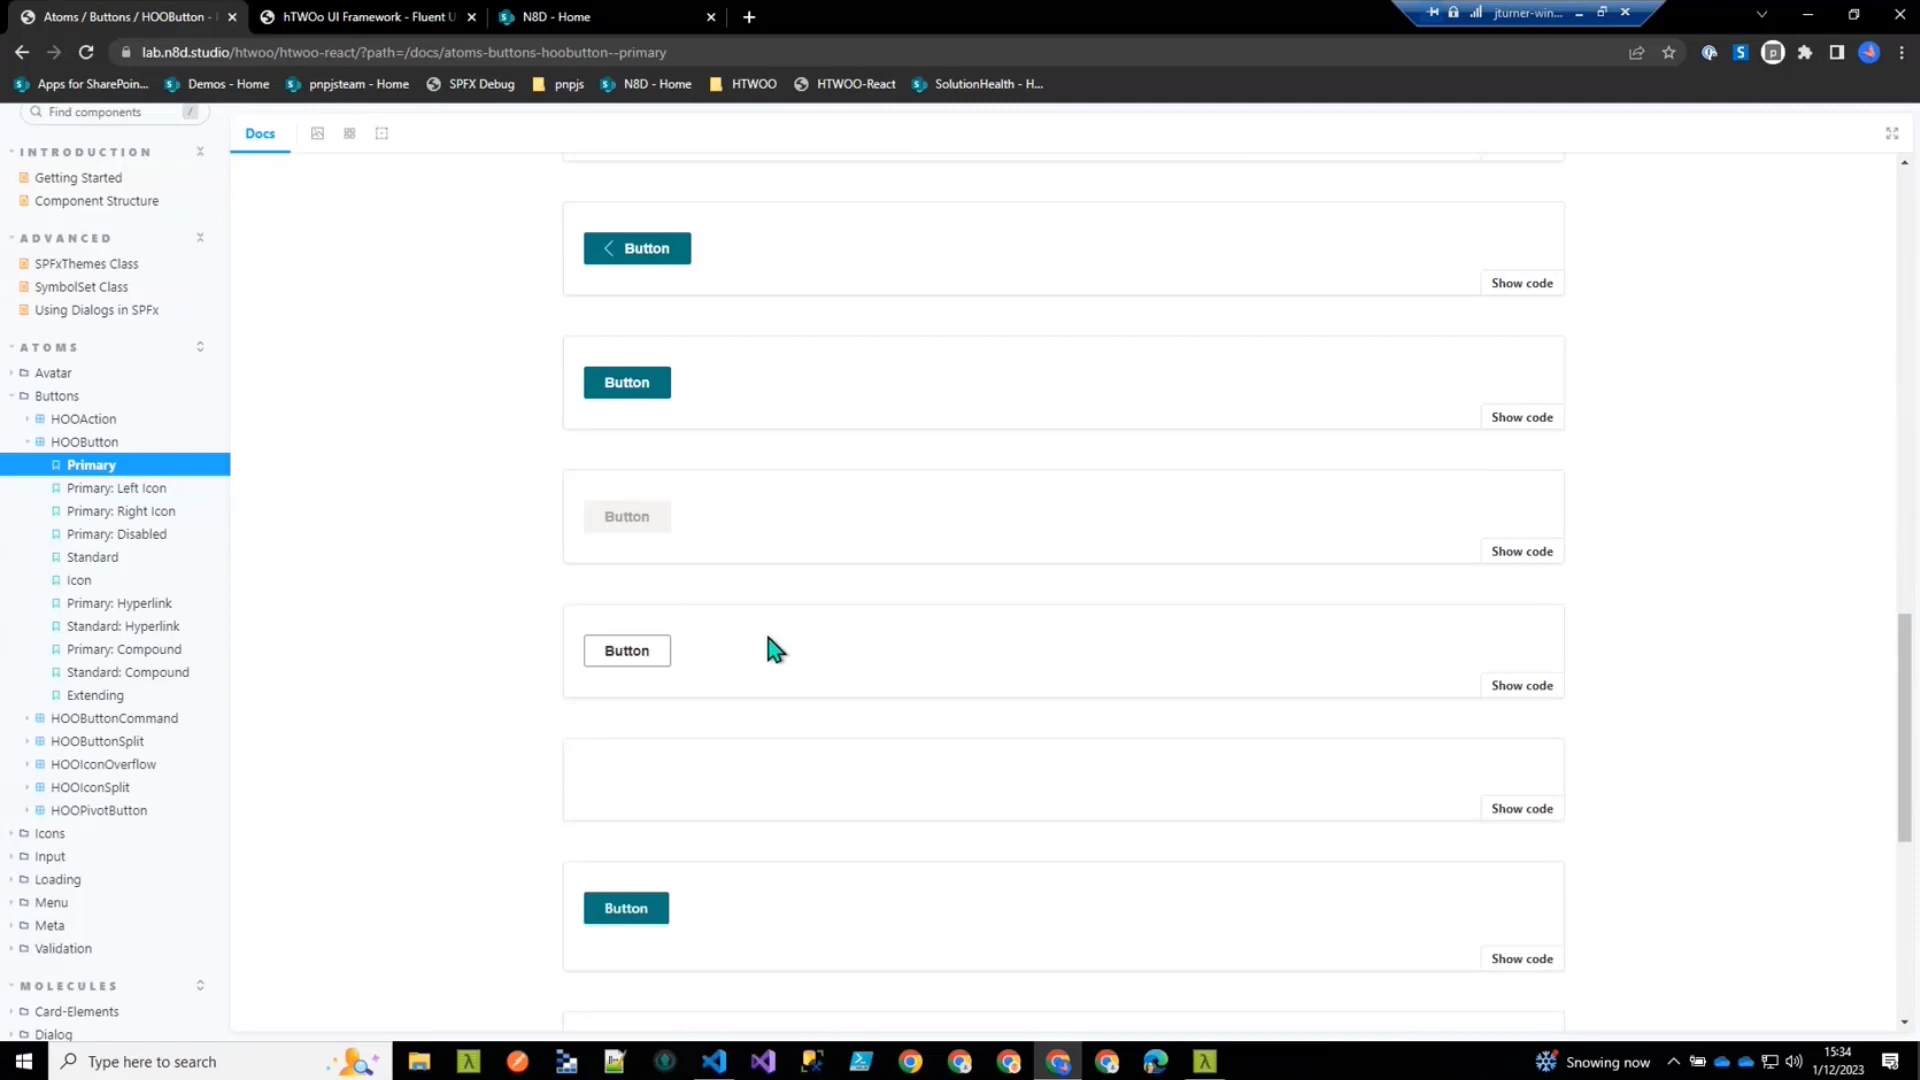 Atoms / Buttons / HOOButton -
hTWOo UI Framework - Fluent U
N8D - Home
jturner-win...
lab.n8d.studio/htwoo/htwoo-react/?path=/docs/atoms-buttons-hoobutton--primary
Apps for SharePoin...
Demos - Home
pnpjsteam - Home
SPFX Debug
pnpjs
N8D - Home
HTWOO
HTWOO-React
SolutionHealth - H...
Find components
/
Docs
INTRODUCTION
Getting Started
Component Structure
ADVANCED
SPFxThemes Class
SymbolSet Class
Using Dialogs in SPFx
ATOMS
Avatar
Buttons
HOOAction
HOOButton
Primary
Primary: Left Icon
Primary: Right Icon
Primary: Disabled
Standard
Icon
Primary: Hyperlink
Standard: Hyperlink
Primary: Compound
Standard: Compound
Extending
HOOButtonCommand
HOOButtonSplit
HOOIconOverflow
HOOIconSplit
HOOPivotButton
Icons
Input
Loading
Menu
Meta
Validation
MOLECULES
Card-Elements
Dialog
Button
Show code
Button
Show code
Button
Show code
Button
Show code
Show code
Button
Show code
Type here to search
Snowing now
15:34
1/12/2023